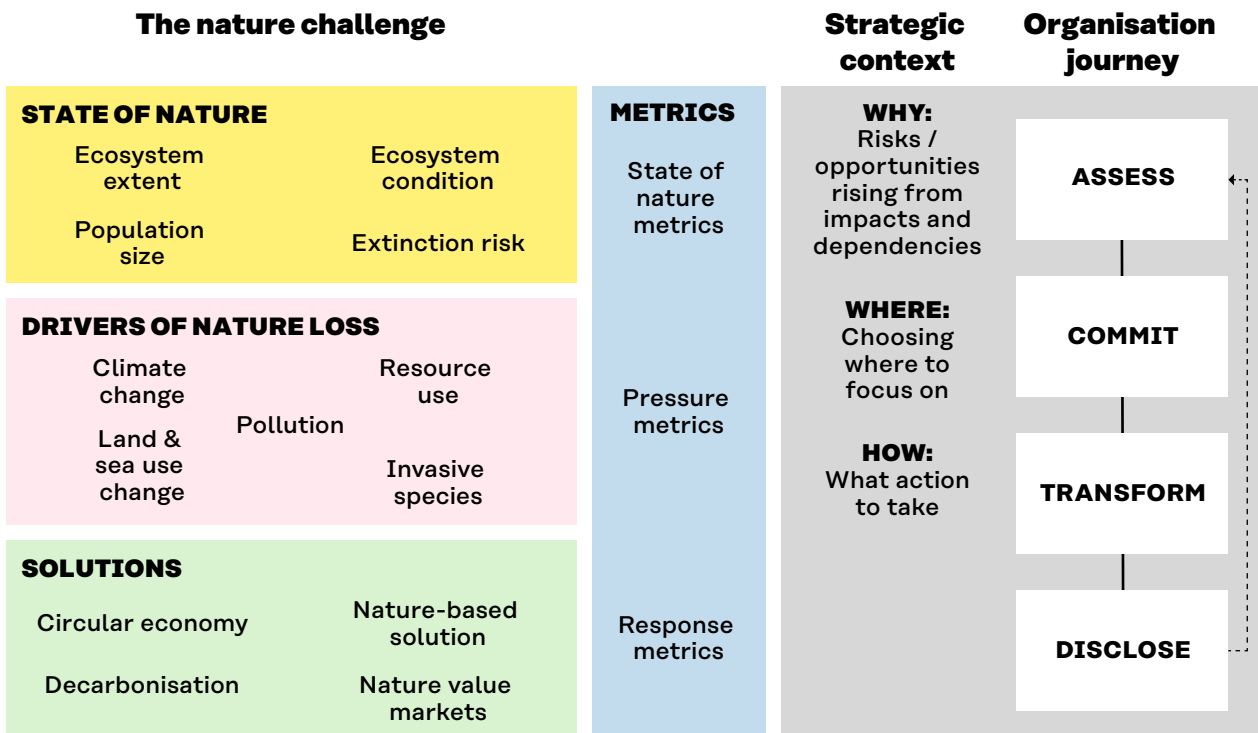 The nature challenge
Strategic
context
Organisation
journey
STATE OF NATURE
Ecosystem
extent
Ecosystem
condition
Population
size
Extinction risk
DRIVERS OF NATURE LOSS
Climate
change
Resource
use
Pollution
Land &
sea use
change
Invasive
species
SOLUTIONS
Circular economy
Nature-based
solution
Decarbonisation
Nature value
markets
METRICS
State of
nature
metrics
Pressure
metrics
Response
metrics
WHY:
Risks /
opportunities
rising from
impacts and
dependencies
WHERE:
Choosing
where to
focus on
HOW:
What action
to take
ASSESS
COMMIT
TRANSFORM
DISCLOSE